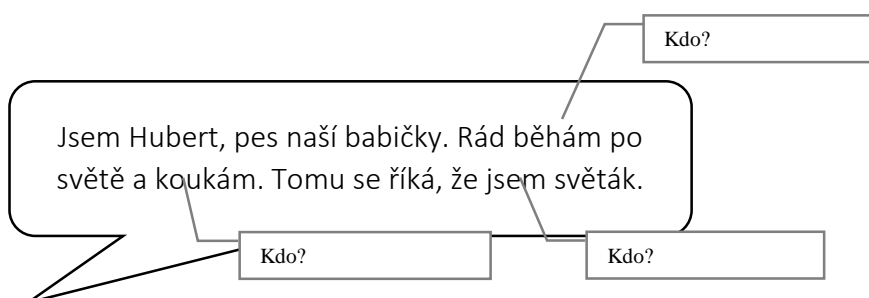 Kdo?
Jsem Hubert, pes naší babičky. Rád běhám po
světě a koukám. Tomu se říká, že jsem světák.
Kdo?
Kdo?